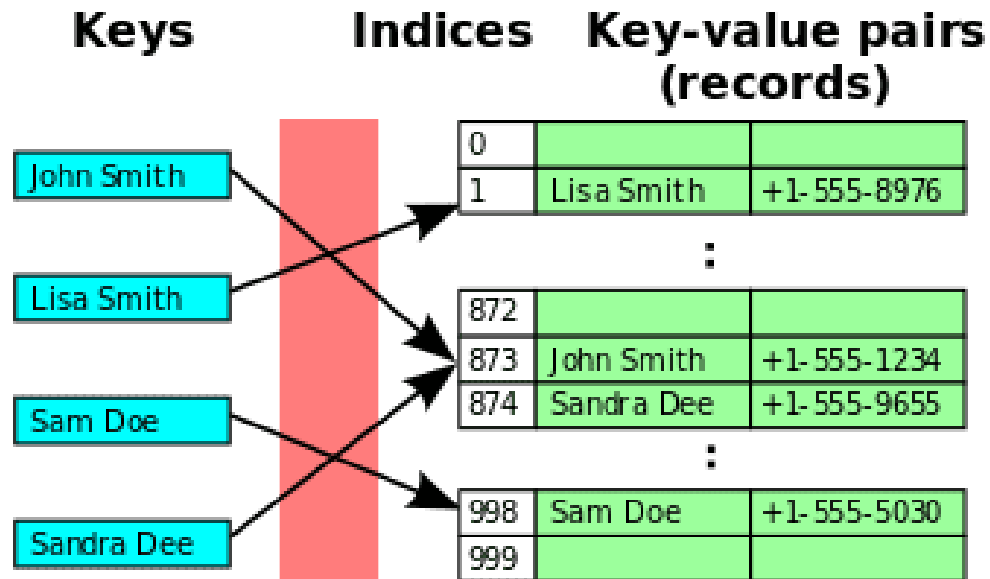 Keys
Indices
Key-value pairs
(records)
John Smith
Lisa Smith
Sam Doe
Sandra Dee
0
1 Lisa Smith +1-555-8976
:
872
873 John Smith +1-555-1234
874 Sandra Dee +1-555-9655
:
998 Sam Doe +1-555-5030
999